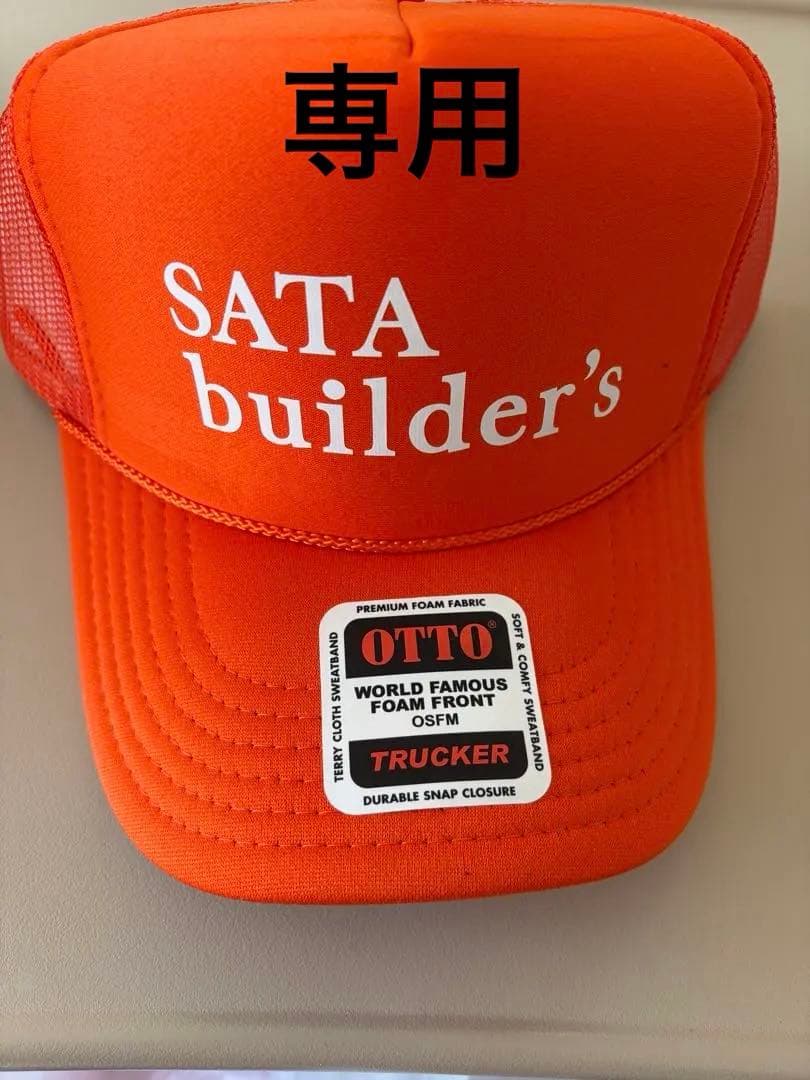 専用
SATA
builder's
PREMIUM FOAM FABRIC
OTTO®
WORLD FAMOUS
FOAM FRONT
OSFM
TRUCKER
DURABLE SNAP CLOSURE
TERRY CLOTH SWEATBAND
SOFT & COMFY SWEATBAND